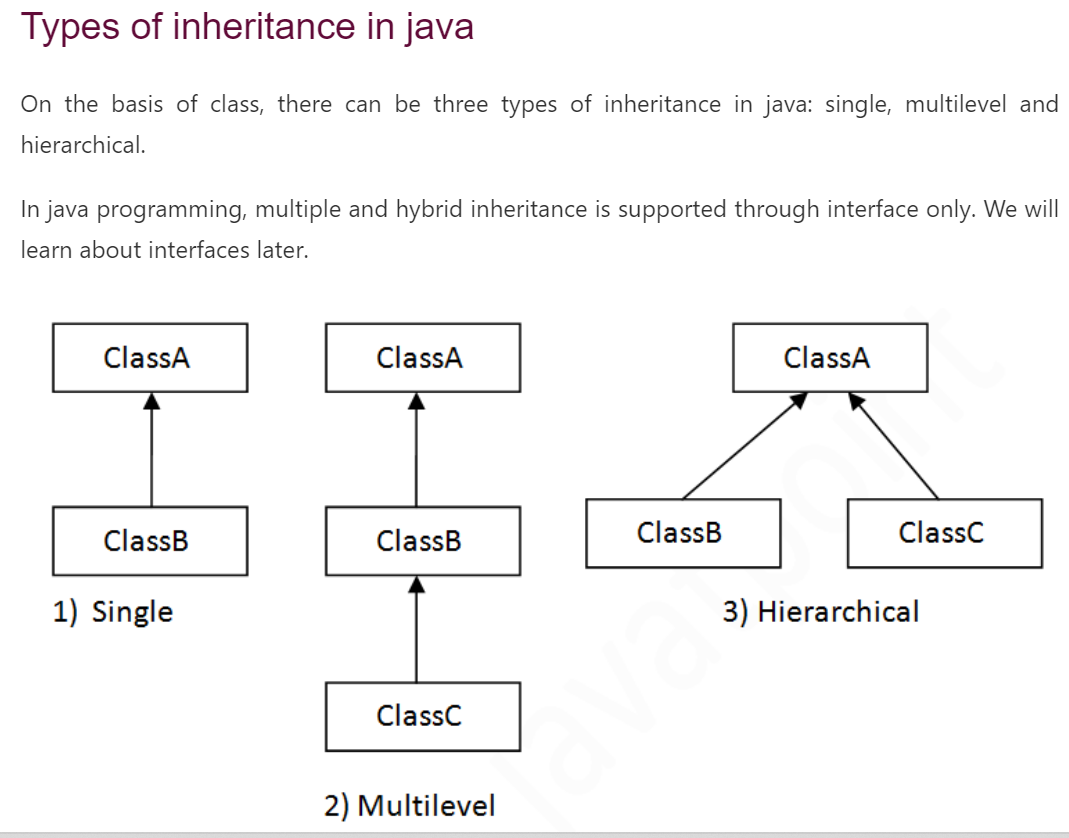 Types of inheritance in java
On the basis of class, there can be three types of inheritance in java: single, multilevel and
hierarchical.
In java programming, multiple and hybrid inheritance is supported through interface only. We will
learn about interfaces later.
ClassA
ClassB
1) Single
ClassA
ClassB
ClassC
2) Multilevel
ClassA
ClassB
ClassC
3) Hierarchical